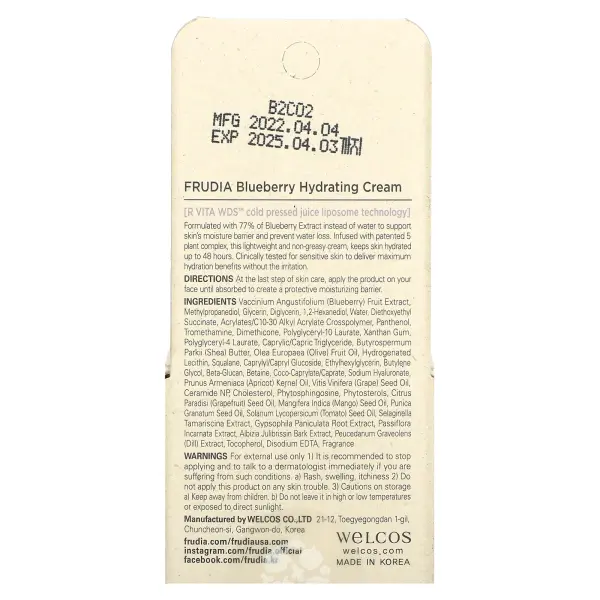 B2C02
MFG 2022.04.04
EXP 2025.04.03까지
FRUDIA Blueberry Hydrating Cream
[R VITA WDS™ cold pressed juice liposome technology]
Formulated with 77% of Blueberry Extract instead of water to support
skin's moisture barrier and prevent water loss. Infused with patented 5
plant complex, this lightweight and non-greasy cream, keeps skin hydrated
up to 48 hours. Clinically tested for sensitive skin to deliver maximum
hydration benefits without the irritation.
DIRECTIONS At the last step of skin care, apply the product on your
face until absorbed to create a protective moisturizing barrier.
INGREDIENTS Vaccinium Angustifolium (Blueberry) Fruit Extract,
Methylpropanediol, Glycerin, Diglycerin, 1,2-Hexanediol, Water, Diethoxyethyl
Succinate, Acrylates/C10-30 Alkyl Acrylate Crosspolymer, Panthenol,
Tromethamine, Dimethicone, Polyglyceryl-10 Laurate, Xanthan Gum,
Polyglyceryl-4 Laurate, Caprylic/Capric Triglyceride, Butyrospermum
Parkii (Shea) Butter, Olea Europaea (Olive) Fruit Oil, Hydrogenated
Lecithin, Squalane, Caprylyl/Capryl Glucoside, Ethylhexylglycerin, Butylene
Glycol, Beta-Glucan, Betaine, Coco-Caprylate/Caprate, Sodium Hyaluronate,
Prunus Armeniaca (Apricot) Kernel Oil, Vitis Vinifera (Grape) Seed Oil,
Ceramide NP, Cholesterol, Phytosphingosine, Phytosterols, Citrus
Paradisi (Grapefruit) Seed Oil, Mangifera Indica (Mango) Seed Oil, Punica
Granatum Seed Oil, Solanum Lycopersicum (Tomato) Seed Oil, Selaginella
Tamariscina Extract, Gypsophila Paniculata Root Extract, Passiflora
Incarnata Extract, Albizia Julibrissin Bark Extract, Peucedanum Graveolens
(Dill) Extract, Tocopherol, Disodium EDTA, Fragrance
WARNINGS For external use only 1) It is recommended to stop
applying and to talk to a dermatologist immediately if you are
suffering from such conditions. a) Rash, swelling, itchiness 2) Do
not apply this product on any skin trouble. 3) Cautions on storage
a) Keep away from children. b) Do not leave it in high or low temperatures
or exposed to direct sunlight.
Manufactured by WELCOS CO.,LTD 21-12, Toegyegongdan 1-gil,
Chuncheon-si, Gangwon-do, Korea
frudia.com/frudiausa.com
instagram.com/frudia_official
facebook.com/frudia.kr
WELCOS
welcos.com
MADE IN KOREA